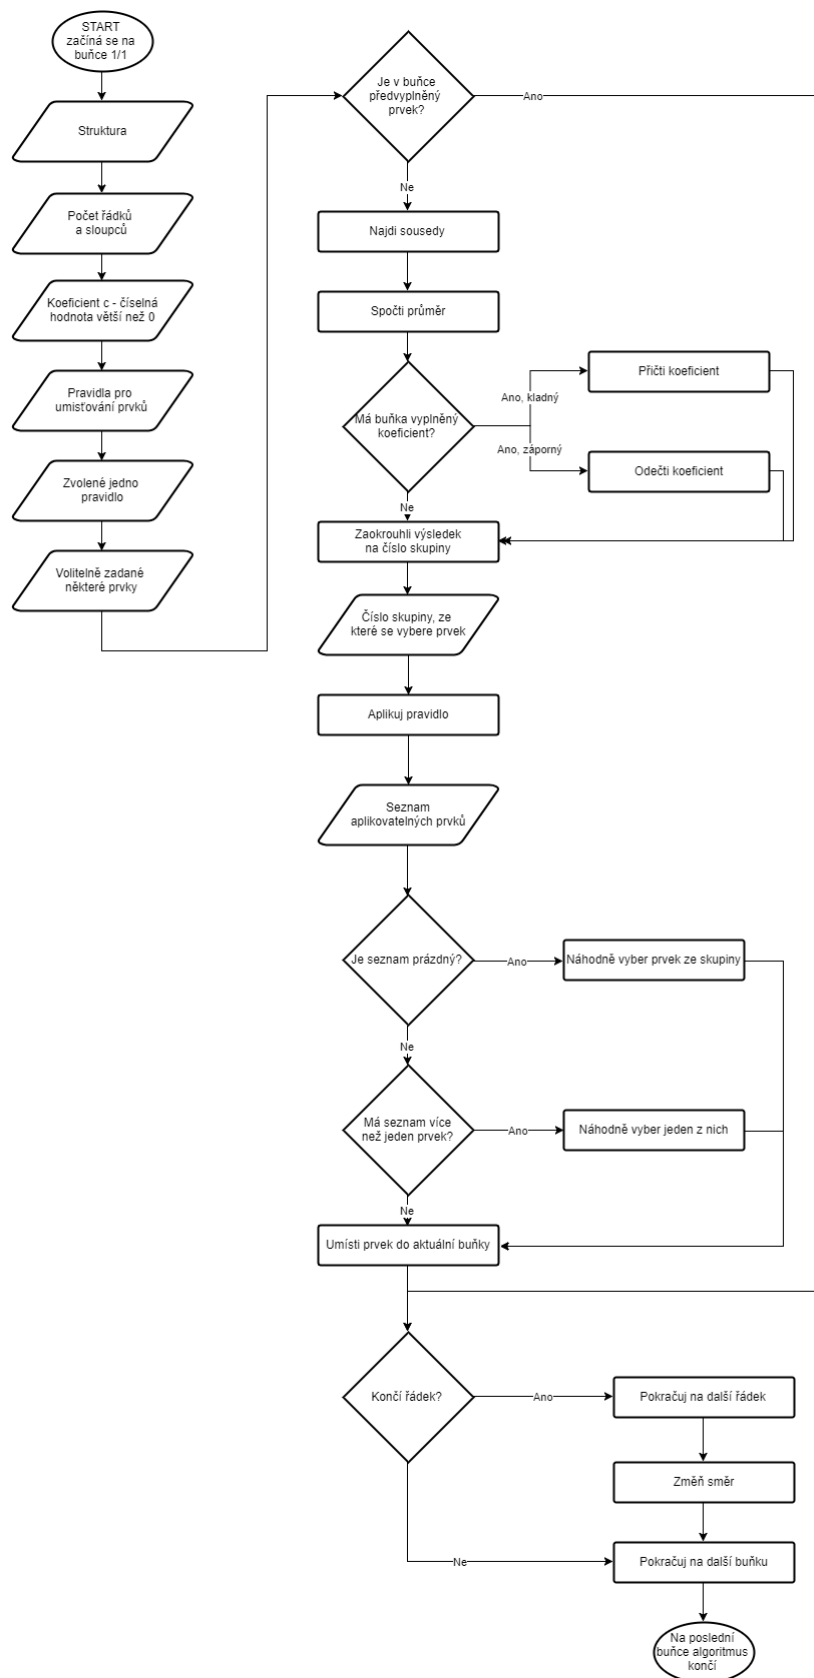 START
začíná se na
buňce 1/1
Struktura
Počet řádků
a sloupců
Koeficient c - číselná
hodnota větší než 0
Pravidla pro
umisťování prvků
Zvolené jedno
pravidlo
Volitelně zadané
některé prvky
Je v buňce
předvyplněný
prvek?
Ano
Ne
Najdi sousedy
Spočti průměr
Má buňka vyplněný
koeficient?
Ano, kladný
Přičti koeficient
Ano, záporný
Odečti koeficient
Ne
Zaokrouhli výsledek
na číslo skupiny
Číslo skupiny, ze
které se vybere prvek
Aplikuj pravidlo
Seznam
aplikovatelných prvků
Je seznam prázdný?
Ano
Náhodně vyber prvek ze skupiny
Ne
Má seznam více
než jeden prvek?
Ano
Náhodně vyber jeden z nich
Ne
Umísti prvek do aktuální buňky
Končí řádek?
Ano
Pokračuj na další řádek
Změň směr
Ne
Pokračuj na další buňku
Na poslední
buňce algoritmus
končí